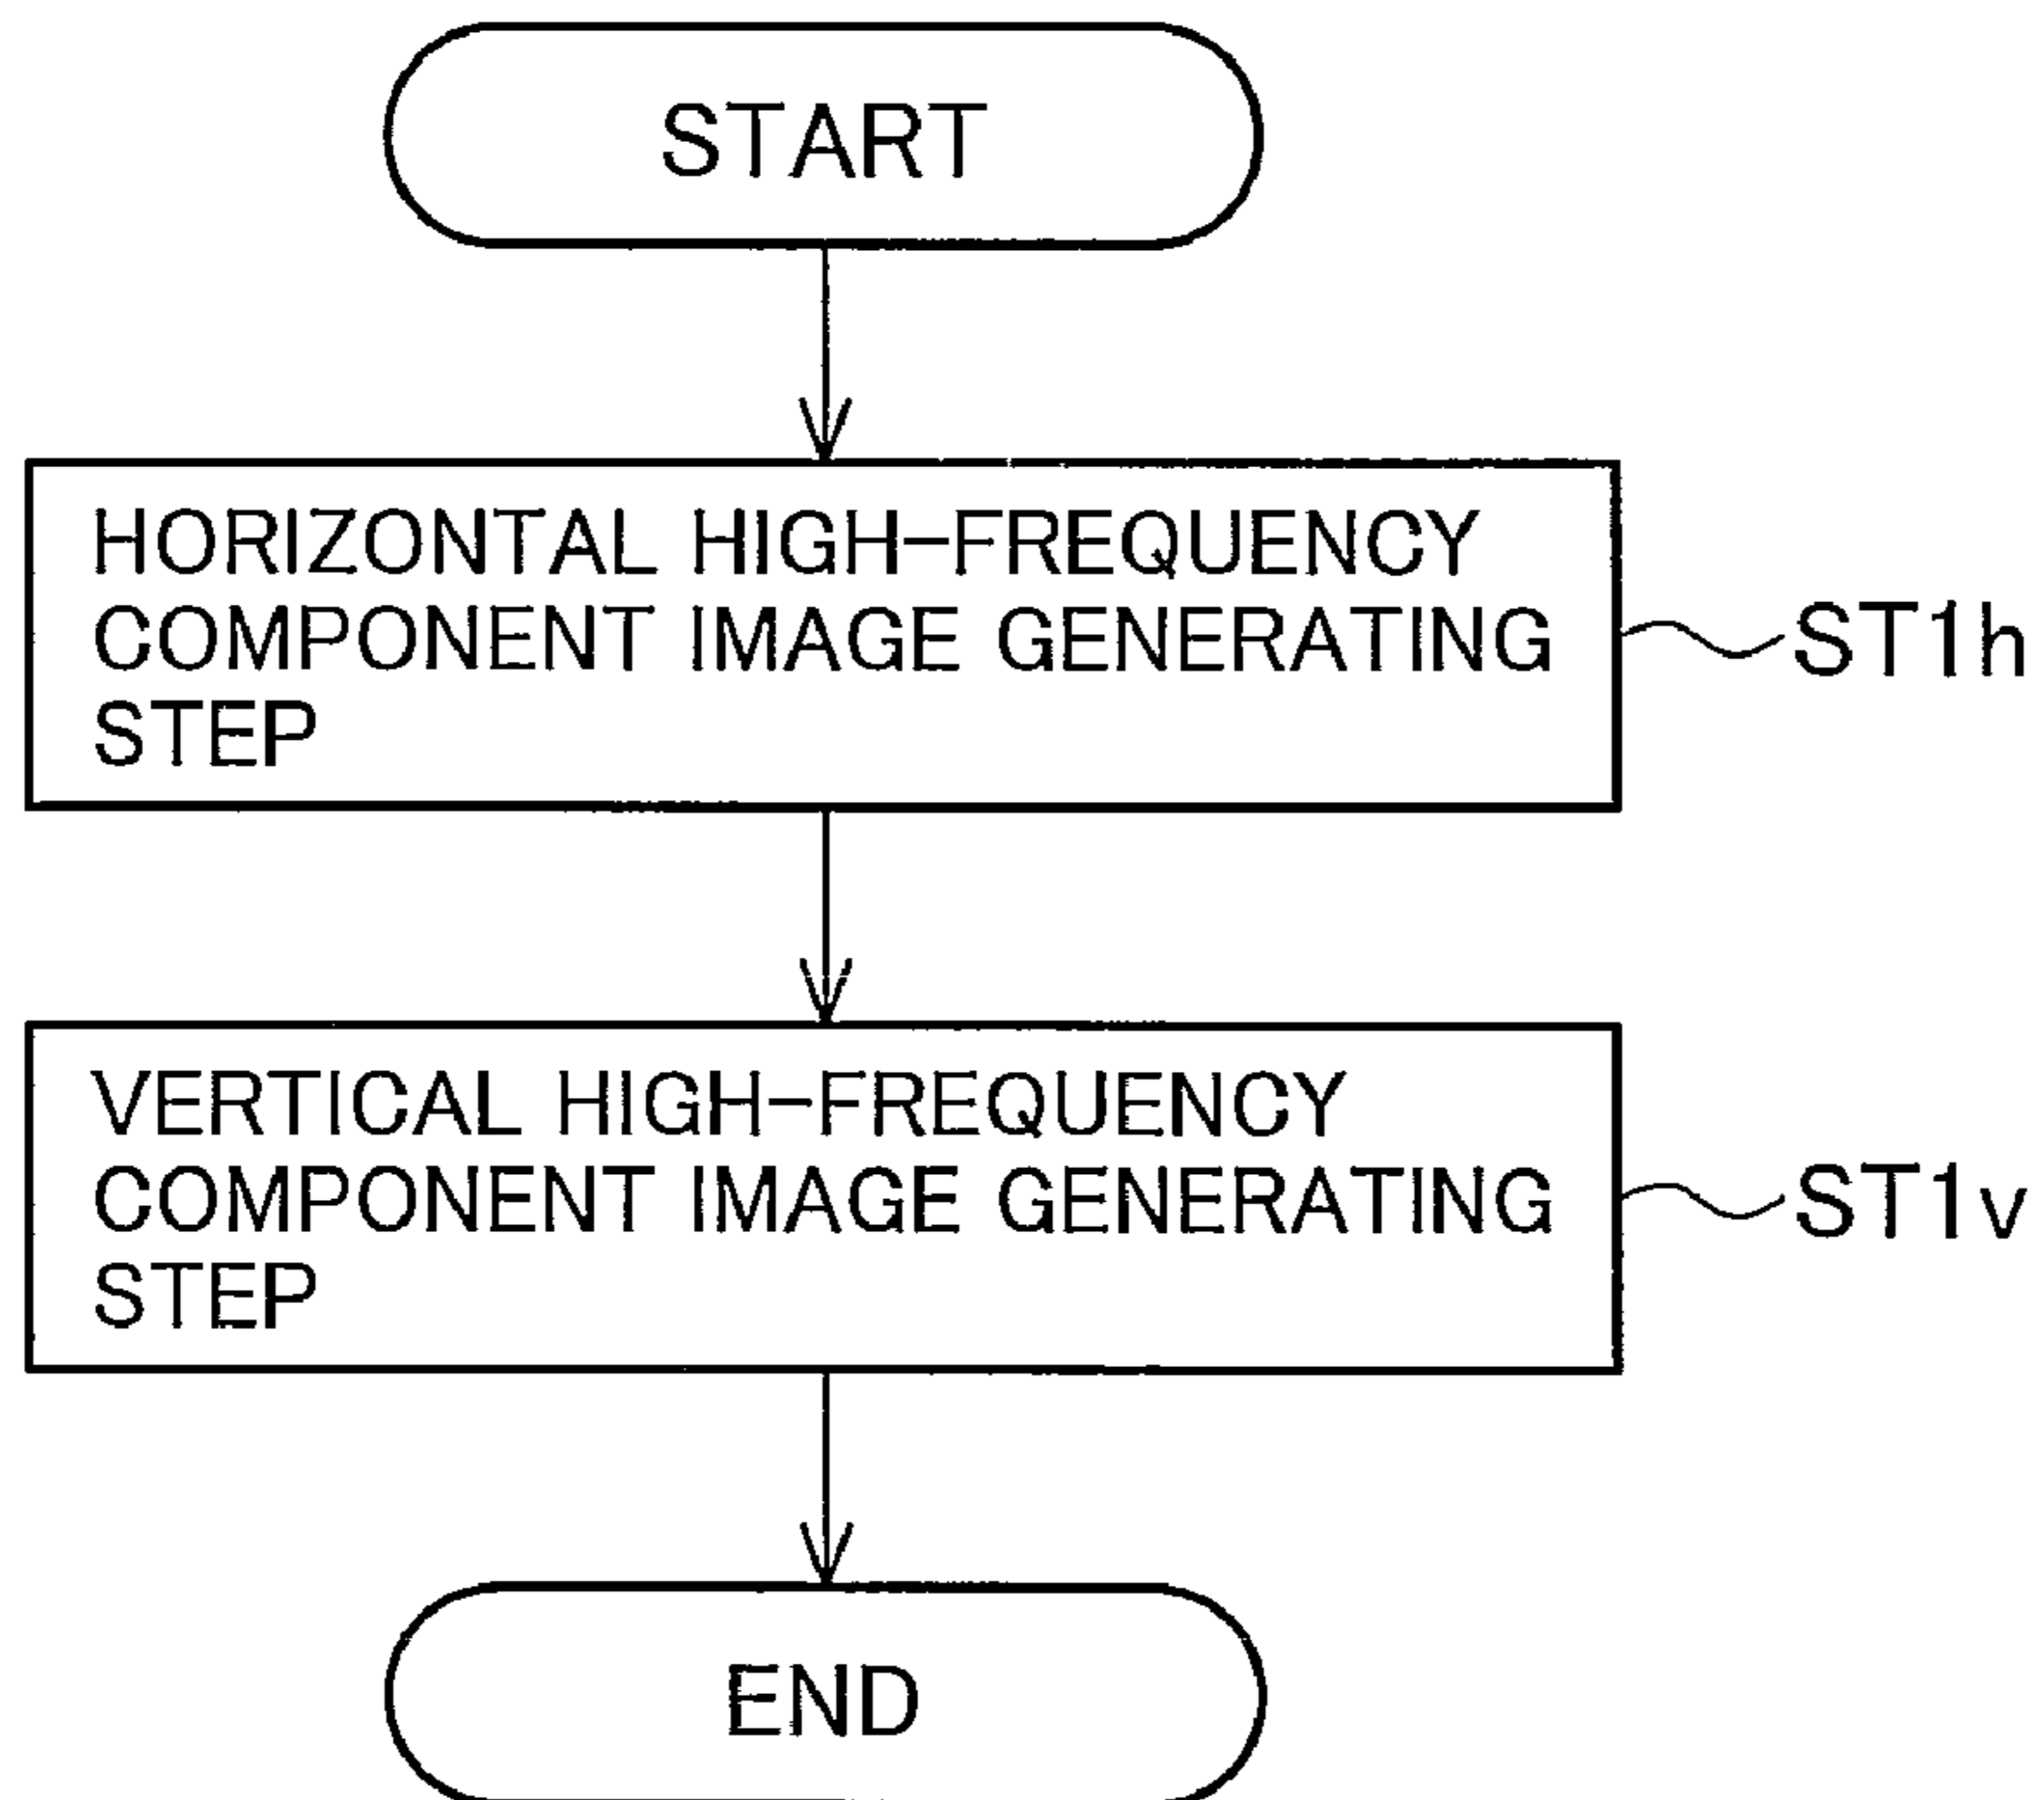 START
HORIZONTAL HIGH-FREQUENCY
COMPONENT IMAGE GENERATING
STEP
ST1h
VERTICAL HIGH-FREQUENCY
COMPONENT IMAGE GENERATING
STEP
ST1v
END